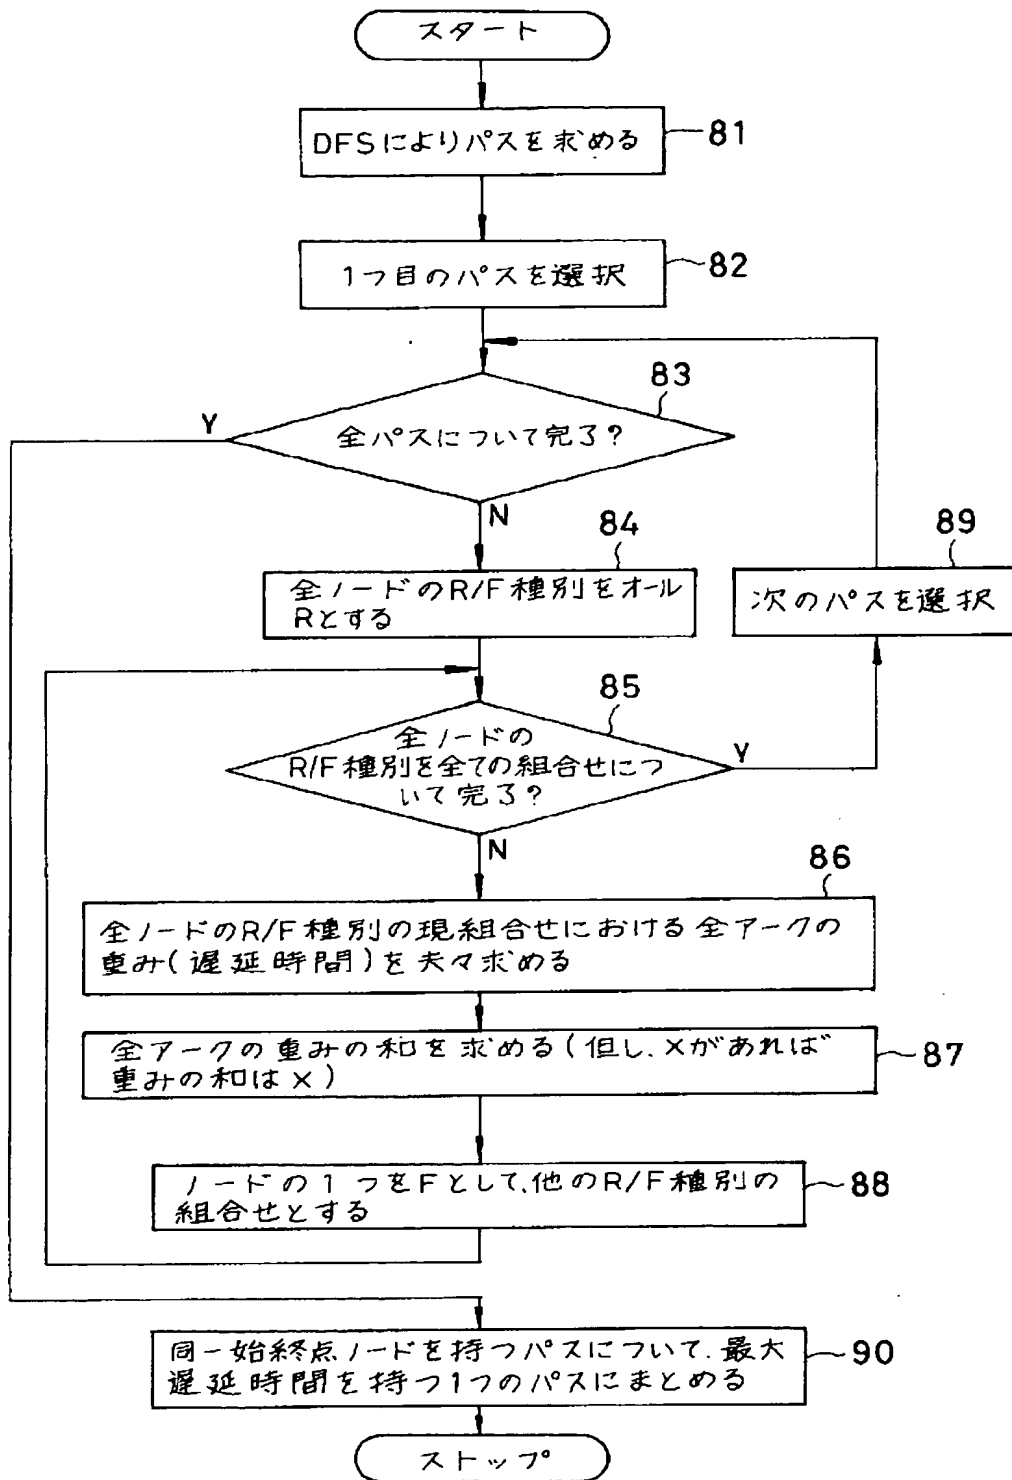 スタート
DFSによりパスを求める
81
1つ目のパスを選択
82
83
Y
全パスについて完了?
N
84
89
全ノードのR/F種別をオール
Rとする
次のパスを選択
85
全ノードの
R/F種別を全ての組合せにつ
いて完了?
Y
N
86
全ノードのR/F種別の現組合せにおける全アークの
重み(遅延時間)を夫々求める
全アークの重みの和を求める(但し、Xがあれば
重みの和はX)
87
ノードの1つをFとして、他のR/F種別の
組合せとする
88
同一始終点ノードを持つパスについて、最大
遅延時間を持つ1つのパスにまとめる
90
ストップ